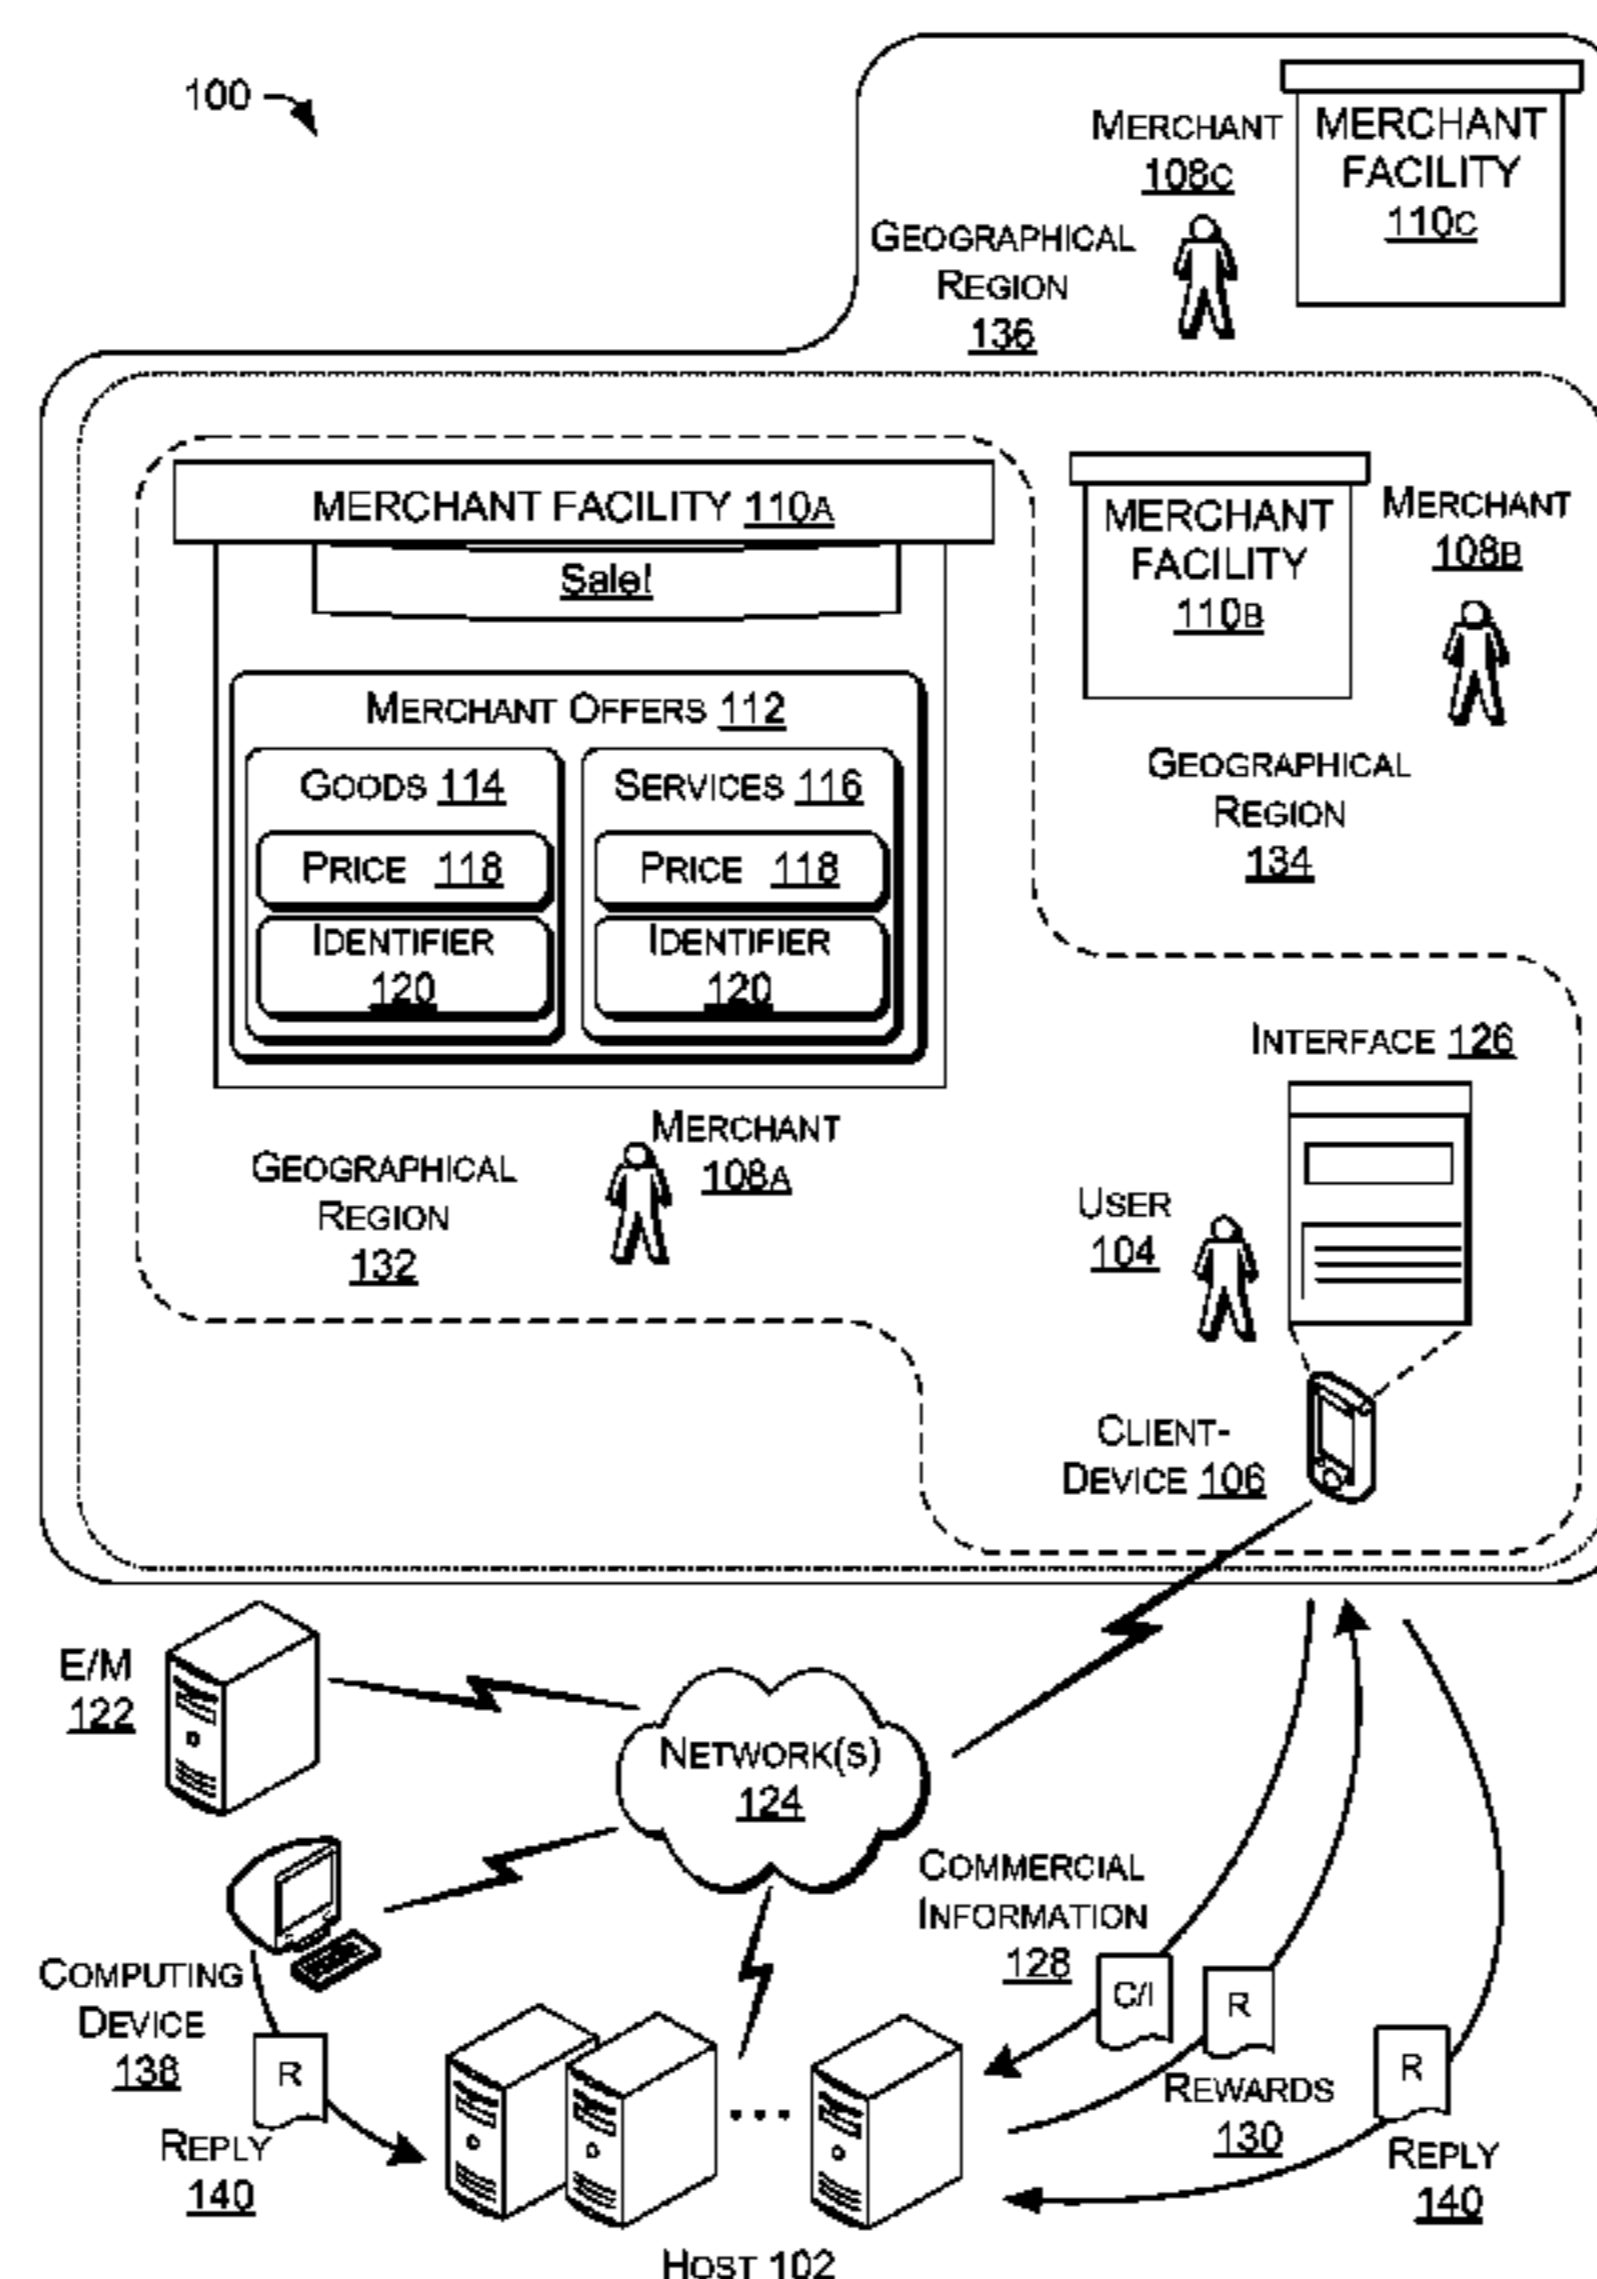 100
MERCHANT
108C
MERCHANT
FACILITY
110C
GEOGRAPHICAL
REGION
136
MERCHANT FACILITY 110A
Sale!
MERCHANT OFFERS 112
GOODS 114
PRICE 118
IDENTIFIER
120
SERVICES 116
PRICE 118
IDENTIFIER
120
MERCHANT
FACILITY
110B
MERCHANT
108B
GEOGRAPHICAL
REGION
134
GEOGRAPHICAL
REGION
132
MERCHANT
108A
INTERFACE 126
USER
104
CLIENT-
DEVICE 106
E/M
122
NETWORK(S)
124
COMPUTING
DEVICE
138
R
REPLY
140
COMMERCIAL
INFORMATION
128
C/I
R
REWARDS
130
R
REPLY
140
HOST 102